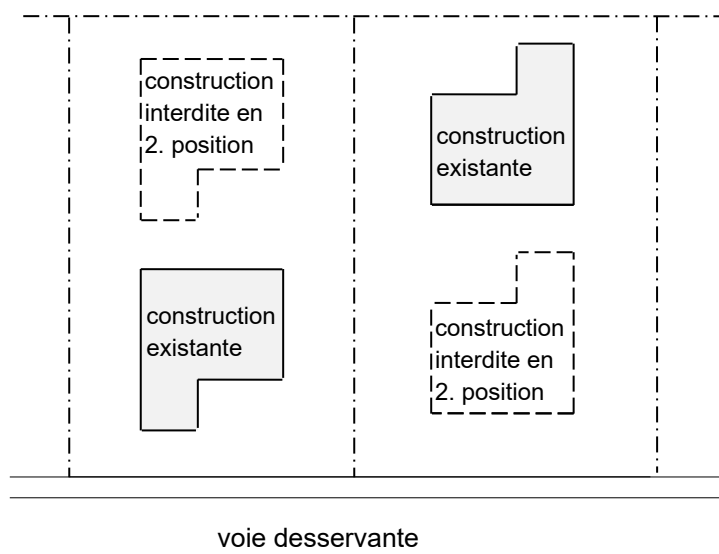 construction
interdite en
2. position
construction
existante
construction
existante
construction
interdite en
2. position
voie desservante